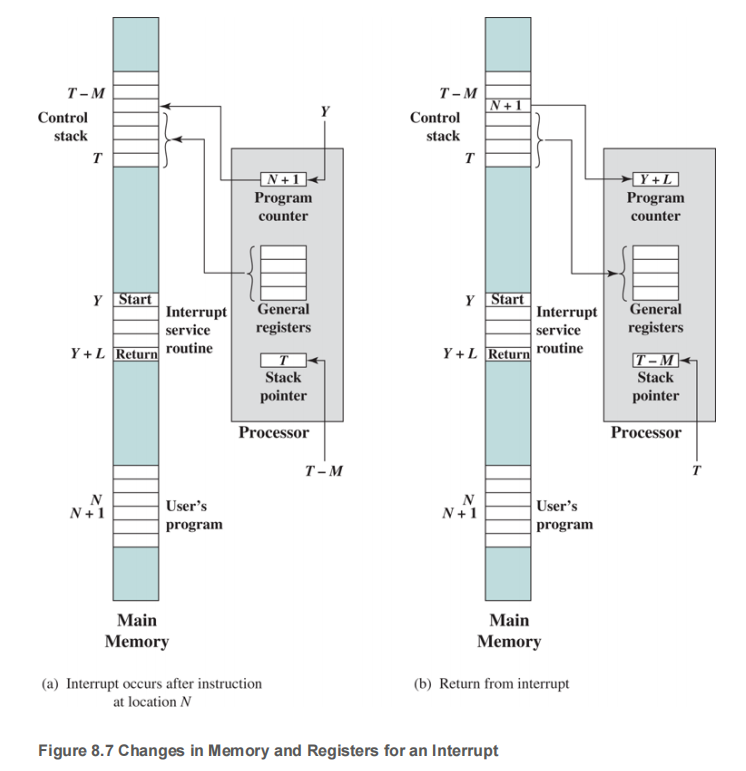 T – M
Control
stack
T
Y
N + 1
Program
counter
Y
Start
Interrupt
service
routine
General
registers
Y + L
Return
T
Stack
pointer
Processor
T – M
N
N + 1
User's
program
Main
Memory
(a) Interrupt occurs after instruction
at location N
T – M
N + 1
Control
stack
T
Y + L
Program
counter
Y
Start
Interrupt
service
routine
General
registers
Y + L
Return
T – M
Stack
pointer
Processor
T
N
N + 1
User's
program
Main
Memory
(b) Return from interrupt
Figure 8.7 Changes in Memory and Registers for an Interrupt